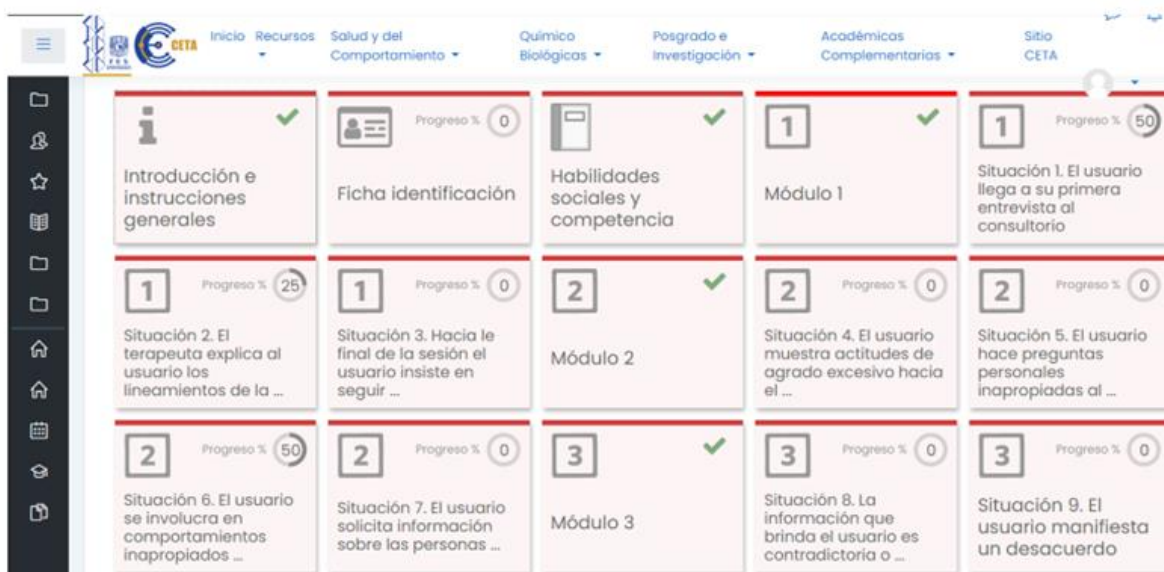 CETA
Inicio Recursos
Salud y del
Comportamiento
Químico
Biológicas
Posgrado e
Investigación
Académicas
Complementarias
Sitio
CETA
Introducción e
instrucciones
generales
Progreso % 0
Ficha identificación
Habilidades
sociales y
competencia
1
Módulo 1
1
Progreso % 50
Situación 1. El usuario
llega a su primera
entrevista al
consultorio
1
Progreso % 25
Situación 2. El
terapeuta explica al
usuario los
lineamientos de la ...
1
Progreso % 0
Situación 3. Hacia le
final de la sesión el
usuario insiste en
seguir ...
2
Módulo 2
2
Progreso % 0
Situación 4. El usuario
muestra actitudes de
agrado excesivo hacia
el ...
2
Progreso % 0
Situación 5. El usuario
hace preguntas
personales
inapropiadas al ...
2
Progreso % 50
Situación 6. El usuario
se involucra en
comportamientos
inapropiados ...
2
Progreso % 0
Situación 7. El usuario
solicita información
sobre las personas ...
3
Módulo 3
3
Progreso % 0
Situación 8. La
información que
brinda el usuario es
contradictoria o ...
3
Progreso % 0
Situación 9. El
usuario manifiesta
un desacuerdo